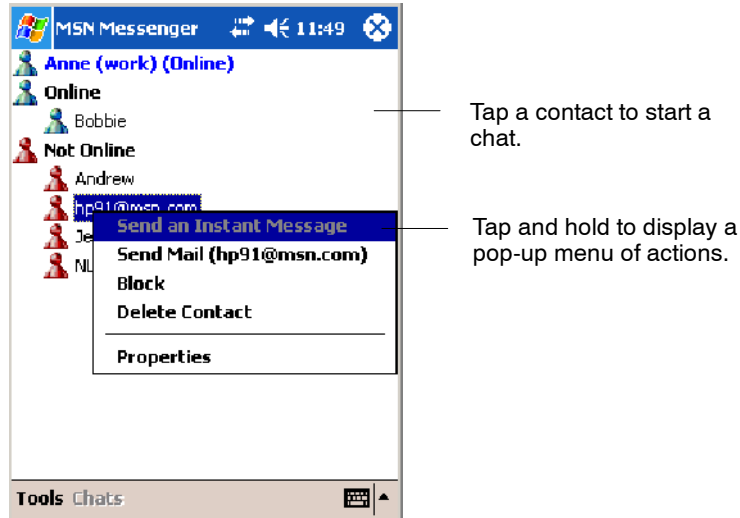 MSN Messenger 11:49
Anne (work) (Online)
Online
Bobbie
Not Online
Andrew
hp91@msn.com
Je
NL
Send an Instant Message
Send Mail (hp91@msn.com)
Block
Delete Contact
Properties
Tools Chats
Tap a contact to start a
chat.
Tap and hold to display a
pop-up menu of actions.